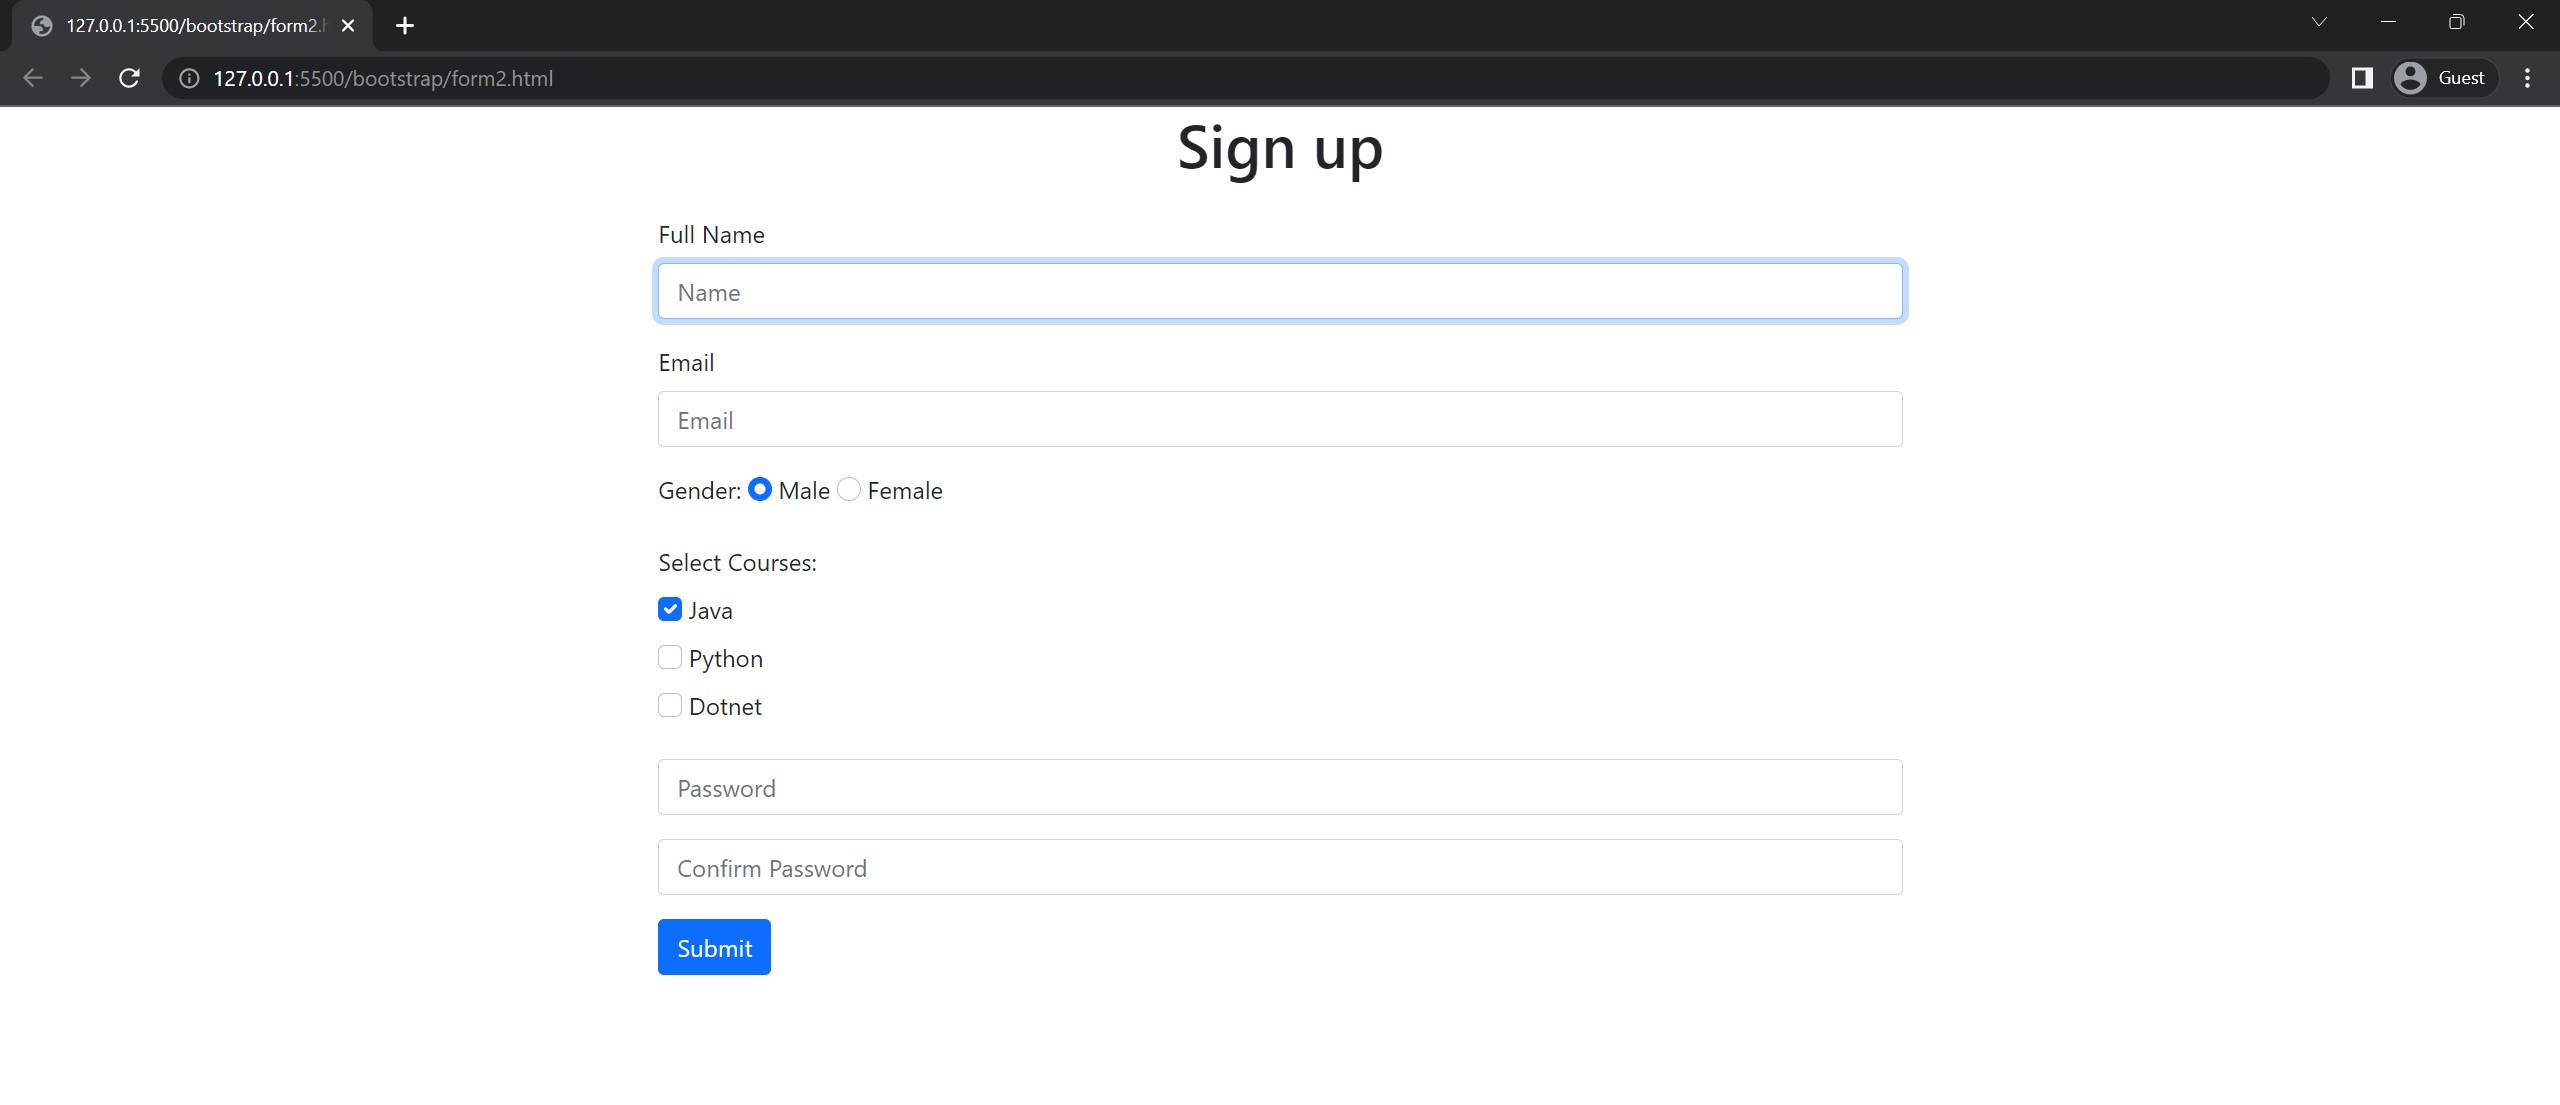 127.0.0.1:5500/bootstrap/form2.h
127.0.0.1:5500/bootstrap/form2.html
Guest
Sign up
Full Name
Name
Email
Email
Gender: Male Female
Select Courses:
Java
Python
Dotnet
Password
Confirm Password
Submit